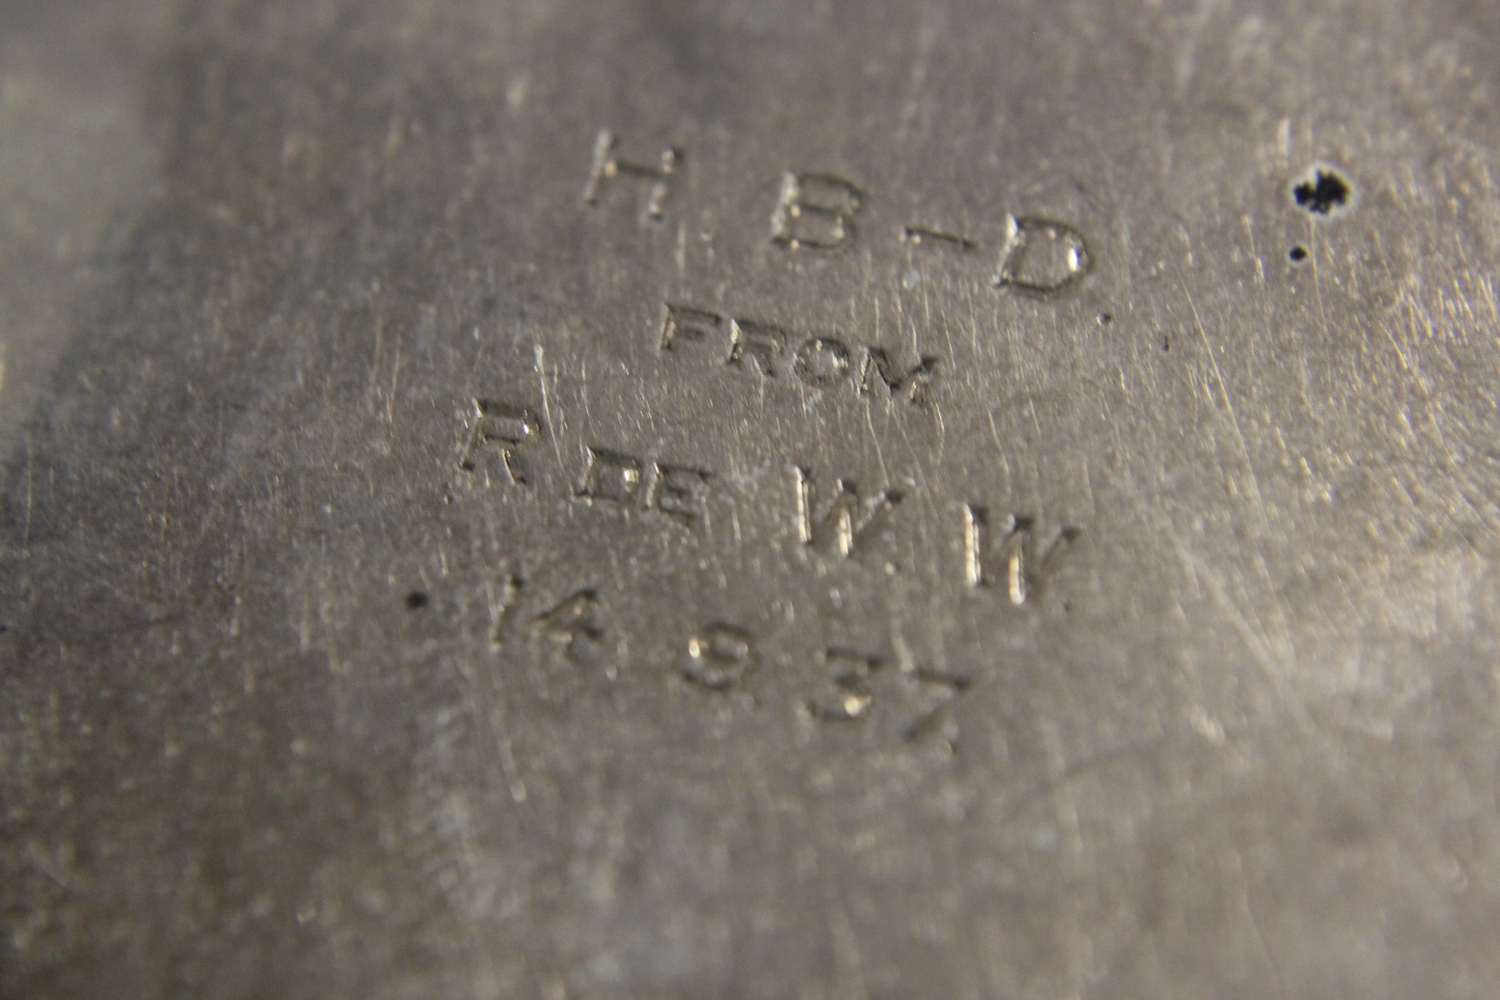 H B-D
FROM
R DE W W
14 9 37